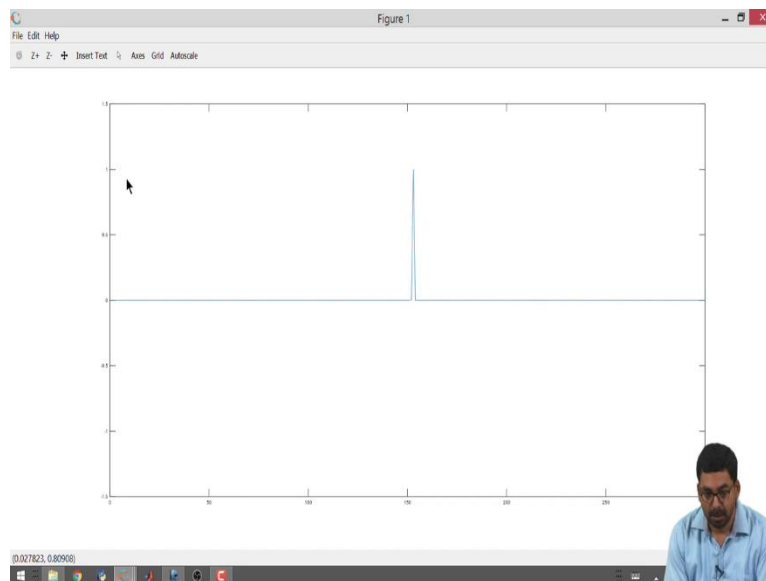 Figure 1
File Edit Help
Z+ Z- Insert Text Axes Grid Autoscale
1.5
1
0.5
0
-0.5
-1
-1.5
0 50 100 150 200 250
(0.027823, 0.80908)